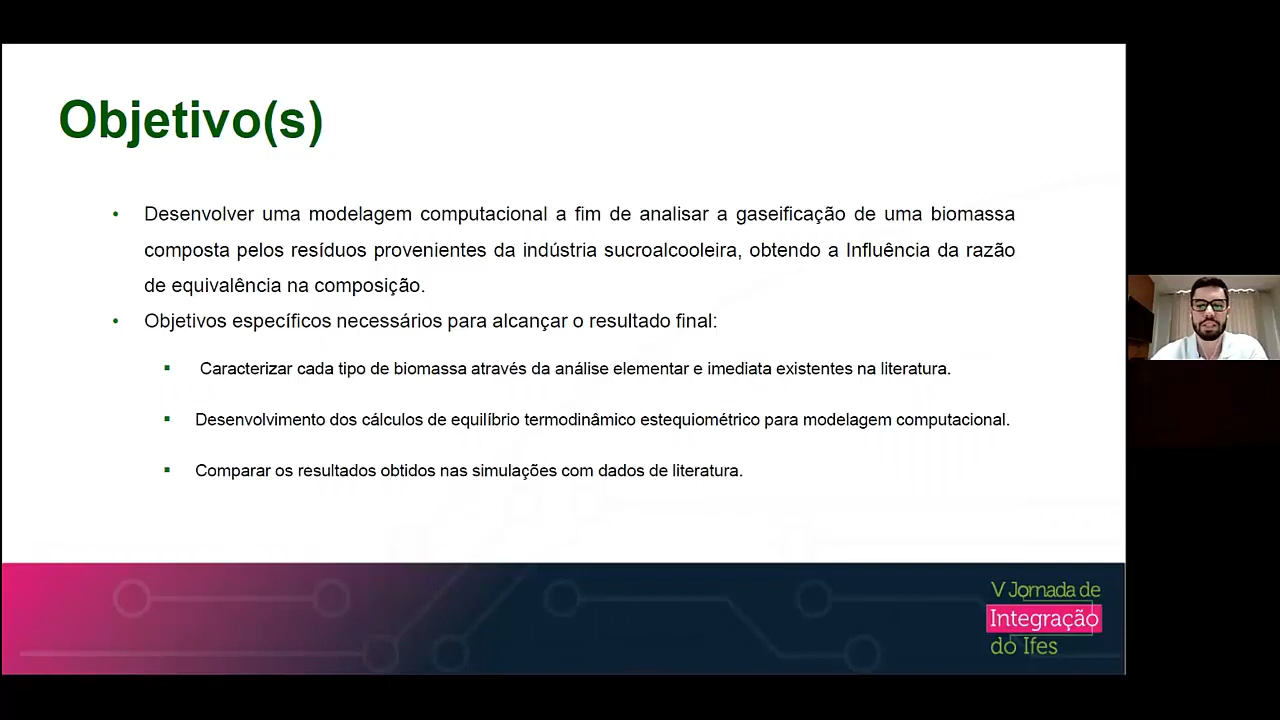 Objetivo(s)
• Desenvolver uma modelagem computacional a fim de analisar a gaseificação de uma biomassa
composta pelos resíduos provenientes da indústria sucroalcooleira, obtendo a Influência da razão
de equivalência na composição.
• Objetivos específicos necessários para alcançar o resultado final:
▪ Caracterizar cada tipo de biomassa através da análise elementar e imediata existentes na literatura.
▪ Desenvolvimento dos cálculos de equilíbrio termodinâmico estequiométrico para modelagem computacional.
▪ Comparar os resultados obtidos nas simulações com dados de literatura.
V Jornada de
Integração
do Ifes